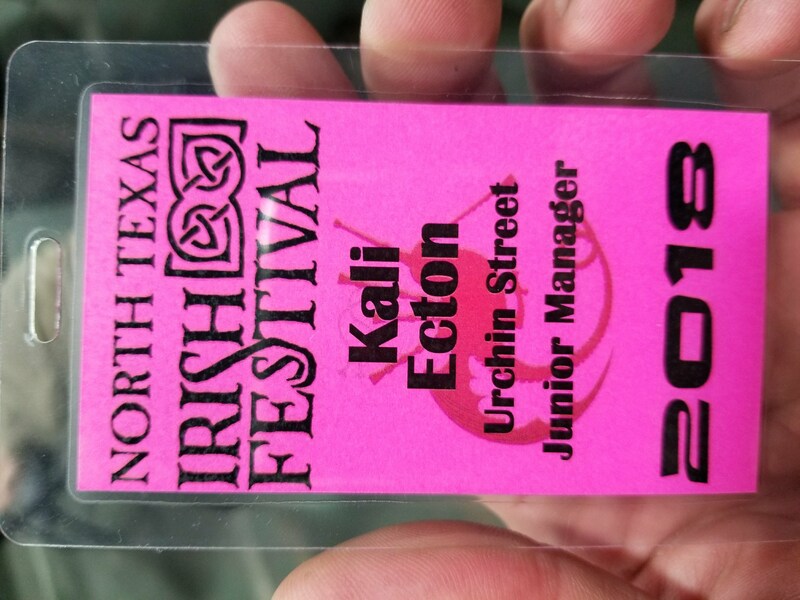 NORTH TEXAS
IRISH
FESTIVAL
Kali
Ecton
Urchin Street
Junior Manager
2018